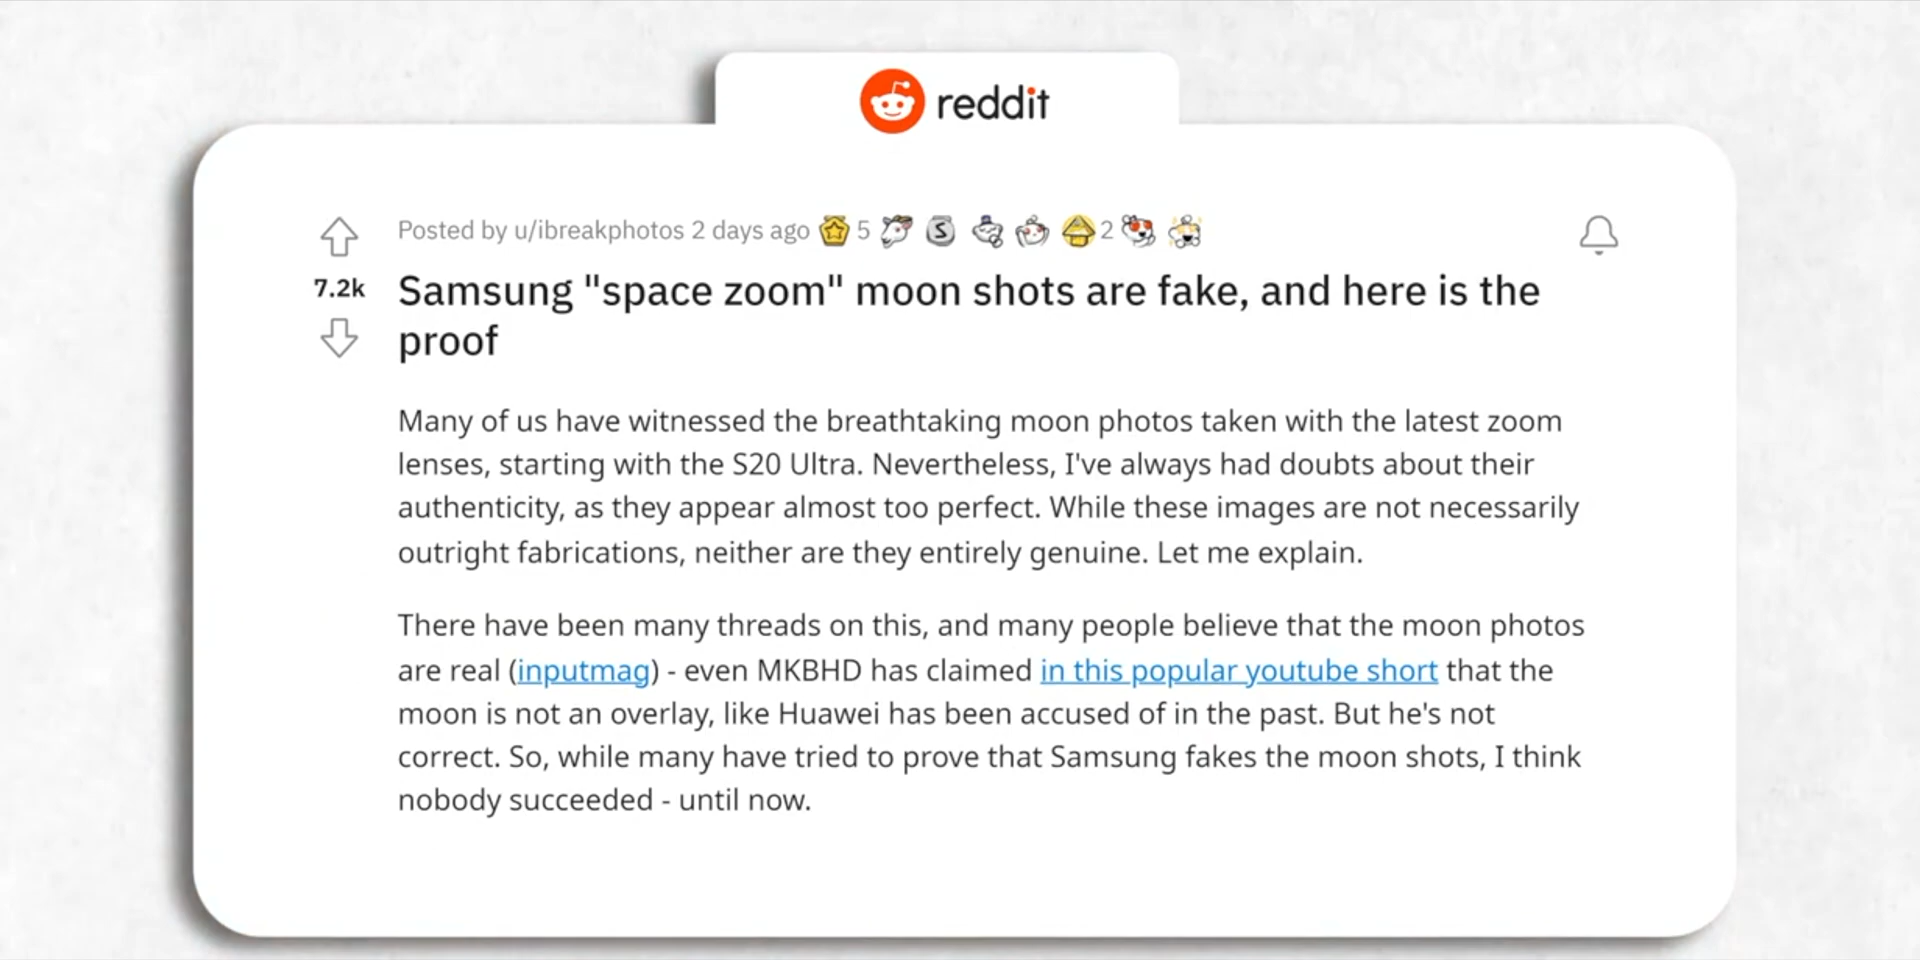 reddit
Posted by u/ibreakphotos 2 days ago 5 S 2
7.2k
Samsung "space zoom" moon shots are fake, and here is the
proof
Many of us have witnessed the breathtaking moon photos taken with the latest zoom
lenses, starting with the S20 Ultra. Nevertheless, I've always had doubts about their
authenticity, as they appear almost too perfect. While these images are not necessarily
outright fabrications, neither are they entirely genuine. Let me explain.
There have been many threads on this, and many people believe that the moon photos
are real (inputmag) - even MKBHD has claimed in this popular youtube short that the
moon is not an overlay, like Huawei has been accused of in the past. But he's not
correct. So, while many have tried to prove that Samsung fakes the moon shots, I think
nobody succeeded - until now.